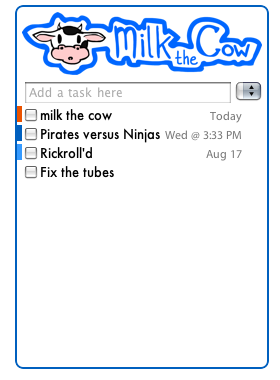 Milk the Cow
Add a task here
milk the cow Today
Pirates versus Ninjas Wed @ 3:33 PM
Rickroll'd Aug 17
Fix the tubes